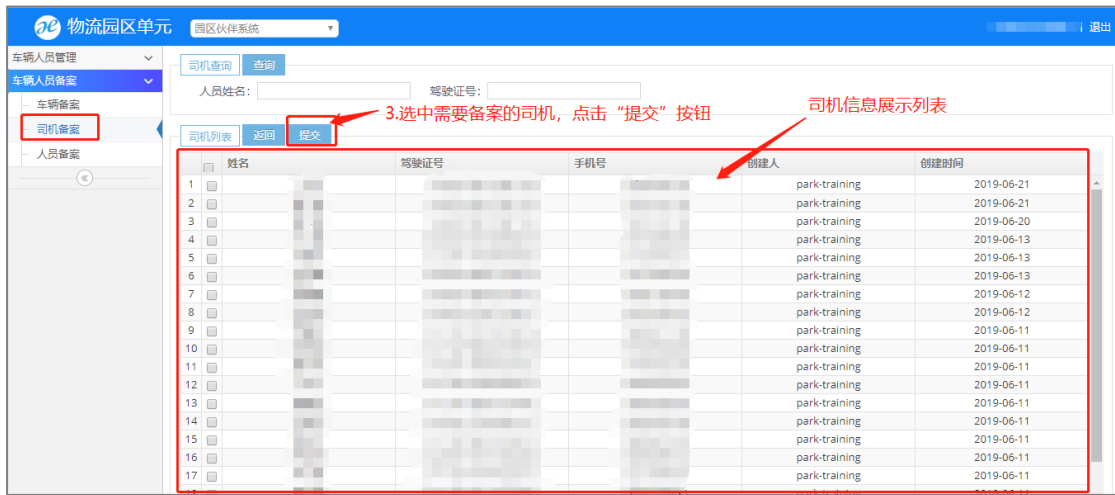 物流园区单元 园区伙伴系统 退出
车辆人员管理
车辆人员备案
车辆备案
司机备案
人员备案
司机查询 查询
人员姓名: 驾驶证号:
3.选中需要备案的司机, 点击“提交”按钮
司机信息展示列表
司机列表 返回 提交
姓名 驾驶证号 手机号 创建人 创建时间
1 park-training 2019-06-21
2 park-training 2019-06-21
3 park-training 2019-06-20
4 park-training 2019-06-13
5 park-training 2019-06-13
6 park-training 2019-06-13
7 park-training 2019-06-12
8 park-training 2019-06-12
9 park-training 2019-06-11
10 park-training 2019-06-11
11 park-training 2019-06-11
12 park-training 2019-06-11
13 park-training 2019-06-11
14 park-training 2019-06-11
15 park-training 2019-06-11
16 park-training 2019-06-11
17 park-training 2019-06-11